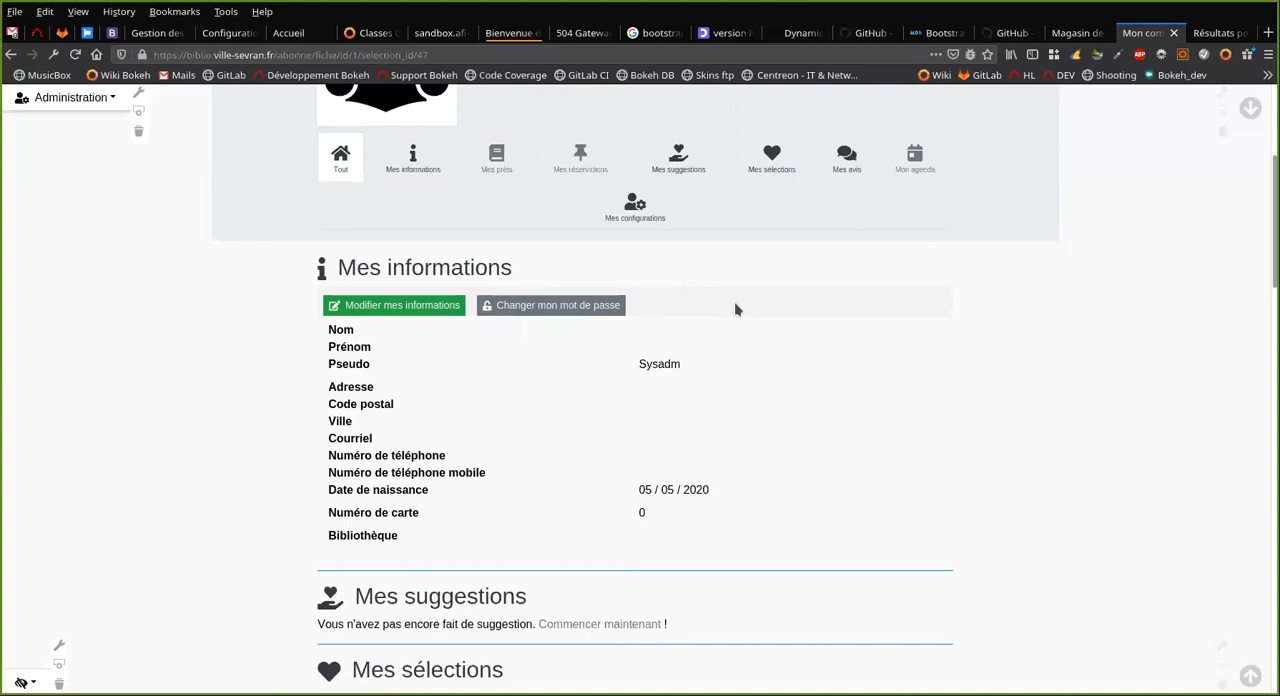 File Edit View History Bookmarks Tools Help
Gestion des Configuratio Accueil Classes C sandbox.afi- Bienvenue d 504 Gatewa bootstra version h Dynamic GitHub - Bootstra GitHub - Magasin de Mon com Résultats po
https://biblio.ville-sevran.fr/abonne/fiche/id/1/selection_id/47
MusicBox Wiki Bokeh Mails GitLab Développement Bokeh Support Bokeh Code Coverage GitLab CI Bokeh DB Skins ftp Centreon - IT & Netw... Wiki GitLab HL DEV Shooting Bokeh_dev
Administration
Tout Mes informations Mes prêts Mes réservations Mes suggestions Mes sélections Mes avis Mon agenda
Mes configurations
Mes informations
Modifier mes informations Changer mon mot de passe
Nom
Prénom
Pseudo Sysadm
Adresse
Code postal
Ville
Courriel
Numéro de téléphone
Numéro de téléphone mobile
Date de naissance 05 / 05 / 2020
Numéro de carte 0
Bibliothèque
Mes suggestions
Vous n'avez pas encore fait de suggestion. Commencer maintenant !
Mes sélections